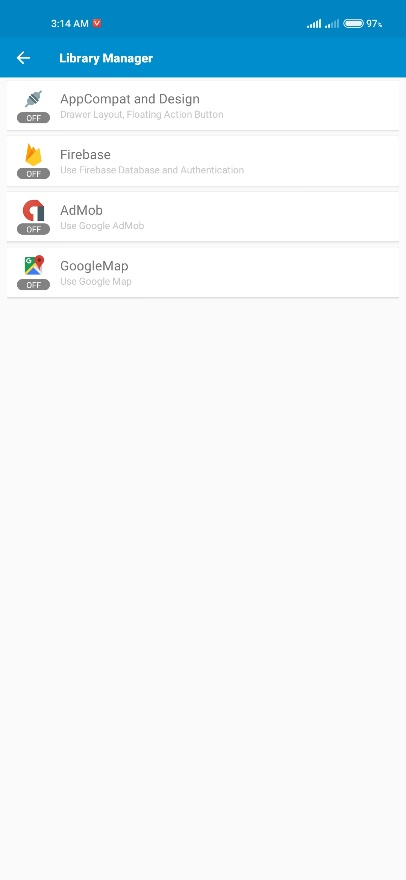 3:14 AM
97%
Library Manager
AppCompat and Design
OFF
Drawer Layout, Floating Action Button
Firebase
OFF
Use Firebase Database and Authentication
AdMob
OFF
Use Google AdMob
GoogleMap
OFF
Use Google Map